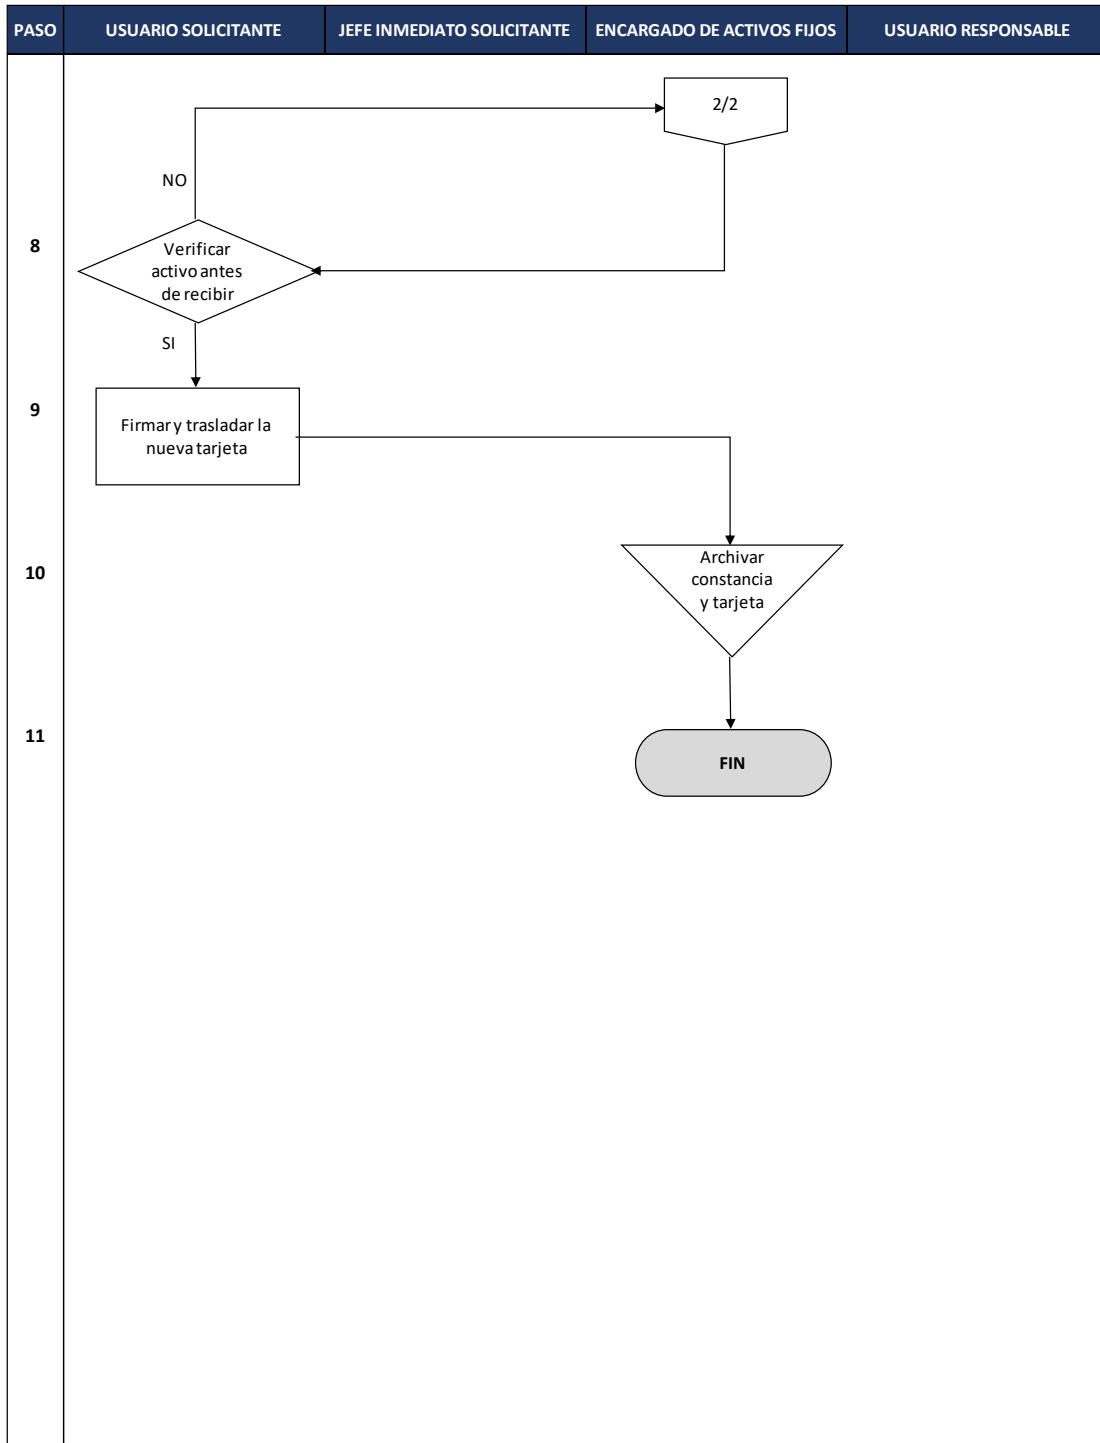 PASO USUARIO SOLICITANTE JEFE INMEDIATO SOLICITANTE ENCARGADO DE ACTIVOS FIJOS USUARIO RESPONSABLE
2/2
NO
8
Verificar
activo antes
de recibir
SI
9
Firmar y trasladar la
nueva tarjeta
10
Archivar
constancia
y tarjeta
11
FIN